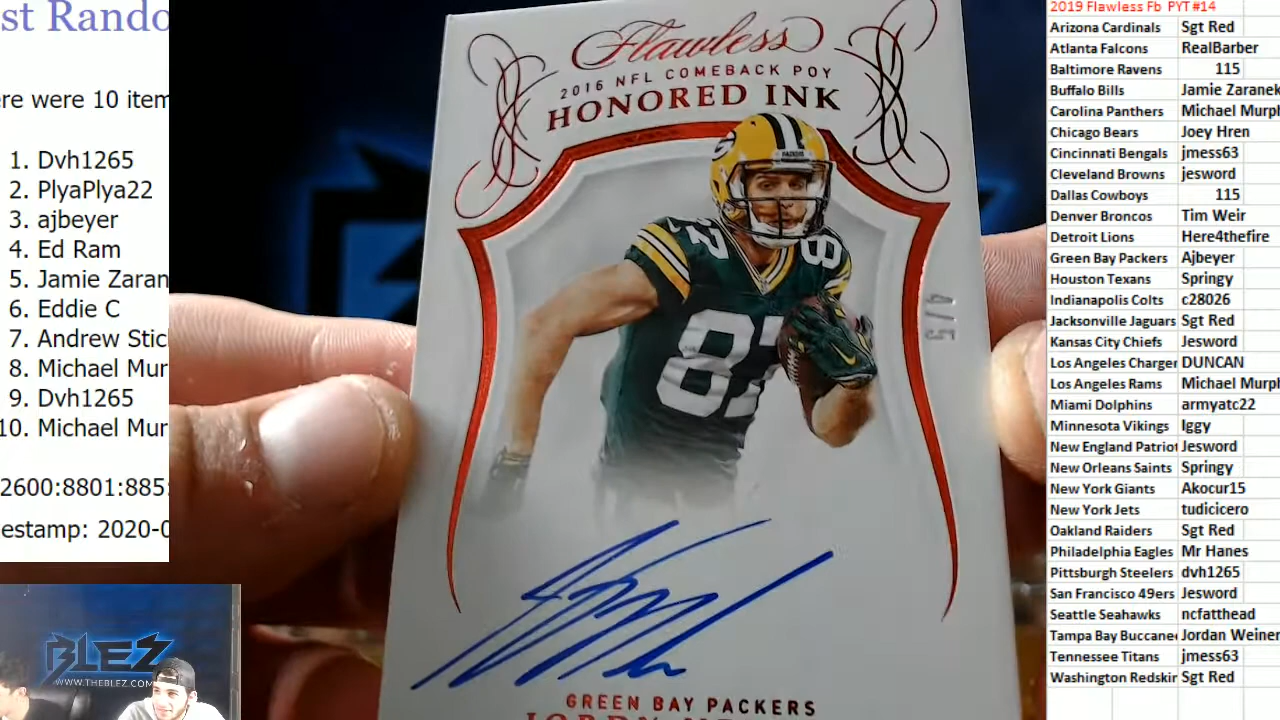 st Rando
ere were 10 item
1. Dvh1265
2. PlyaPlya22
3. ajbeyer
4. Ed Ram
5. Jamie Zaran
6. Eddie C
7. Andrew Stic
8. Michael Mur
9. Dvh1265
10. Michael Mur
2600:8801:885:
estamp: 2020-0
BLEZ
WWW.THEBLEZ.COM
Flawless
2016 NFL COMEBACK POY
HONORED INK
PACKERS
87
87
4/5
GREEN BAY PACKERS
2019 Flawless Fb PYT #14
Arizona Cardinals Sgt Red
Atlanta Falcons RealBarber
Baltimore Ravens 115
Buffalo Bills Jamie Zaranek
Carolina Panthers Michael Murph
Chicago Bears Joey Hren
Cincinnati Bengals jmess63
Cleveland Browns jesword
Dallas Cowboys 115
Denver Broncos Tim Weir
Detroit Lions Here4thefire
Green Bay Packers Ajbeyer
Houston Texans Springy
Indianapolis Colts c28026
Jacksonville Jaguars Sgt Red
Kansas City Chiefs Jesword
Los Angeles Charger DUNCAN
Los Angeles Rams Michael Murph
Miami Dolphins armyatc22
Minnesota Vikings Iggy
New England Patriot Jesword
New Orleans Saints Springy
New York Giants Akocur15
New York Jets tudicicero
Oakland Raiders Sgt Red
Philadelphia Eagles Mr Hanes
Pittsburgh Steelers dvh1265
San Francisco 49ers Jesword
Seattle Seahawks ncfatthead
Tampa Bay Buccanee Jordan Weiner
Tennessee Titans jmess63
Washington Redskin Sgt Red